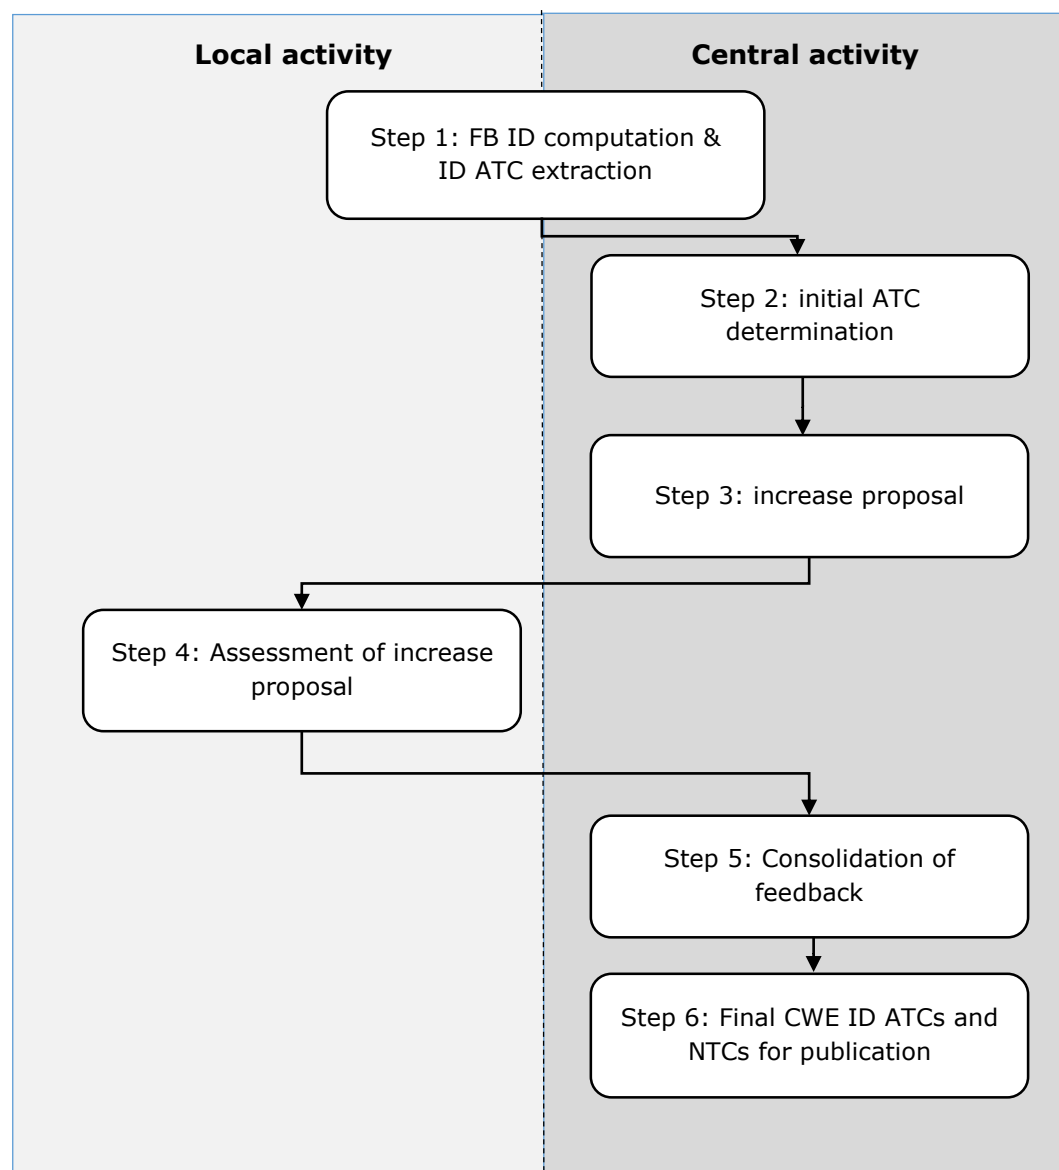 Local activity
Central activity
Step 1: FB ID computation &
ID ATC extraction
Step 2: initial ATC
determination
Step 3: increase proposal
Step 4: Assessment of increase
proposal
Step 5: Consolidation of
feedback
Step 6: Final CWE ID ATCs and
NTCs for publication